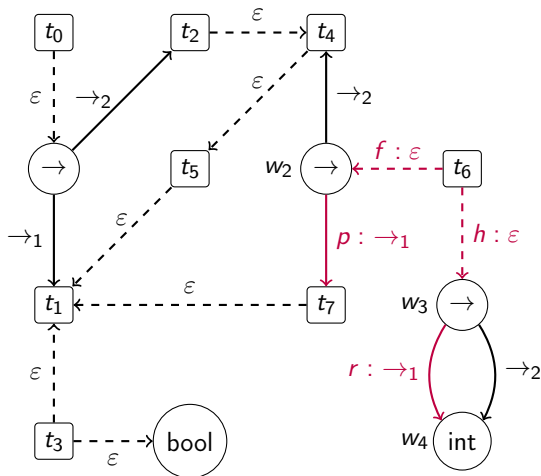 t₀ t₂ ε t₄
ε →₂ →₂
→ t₅ ε w₂ → f : ε t₆
→₁ ε p : →₁ h : ε
t₁ ε t₇ w₃ →
ε r : →₁ →₂
t₃ ε bool w₄ int